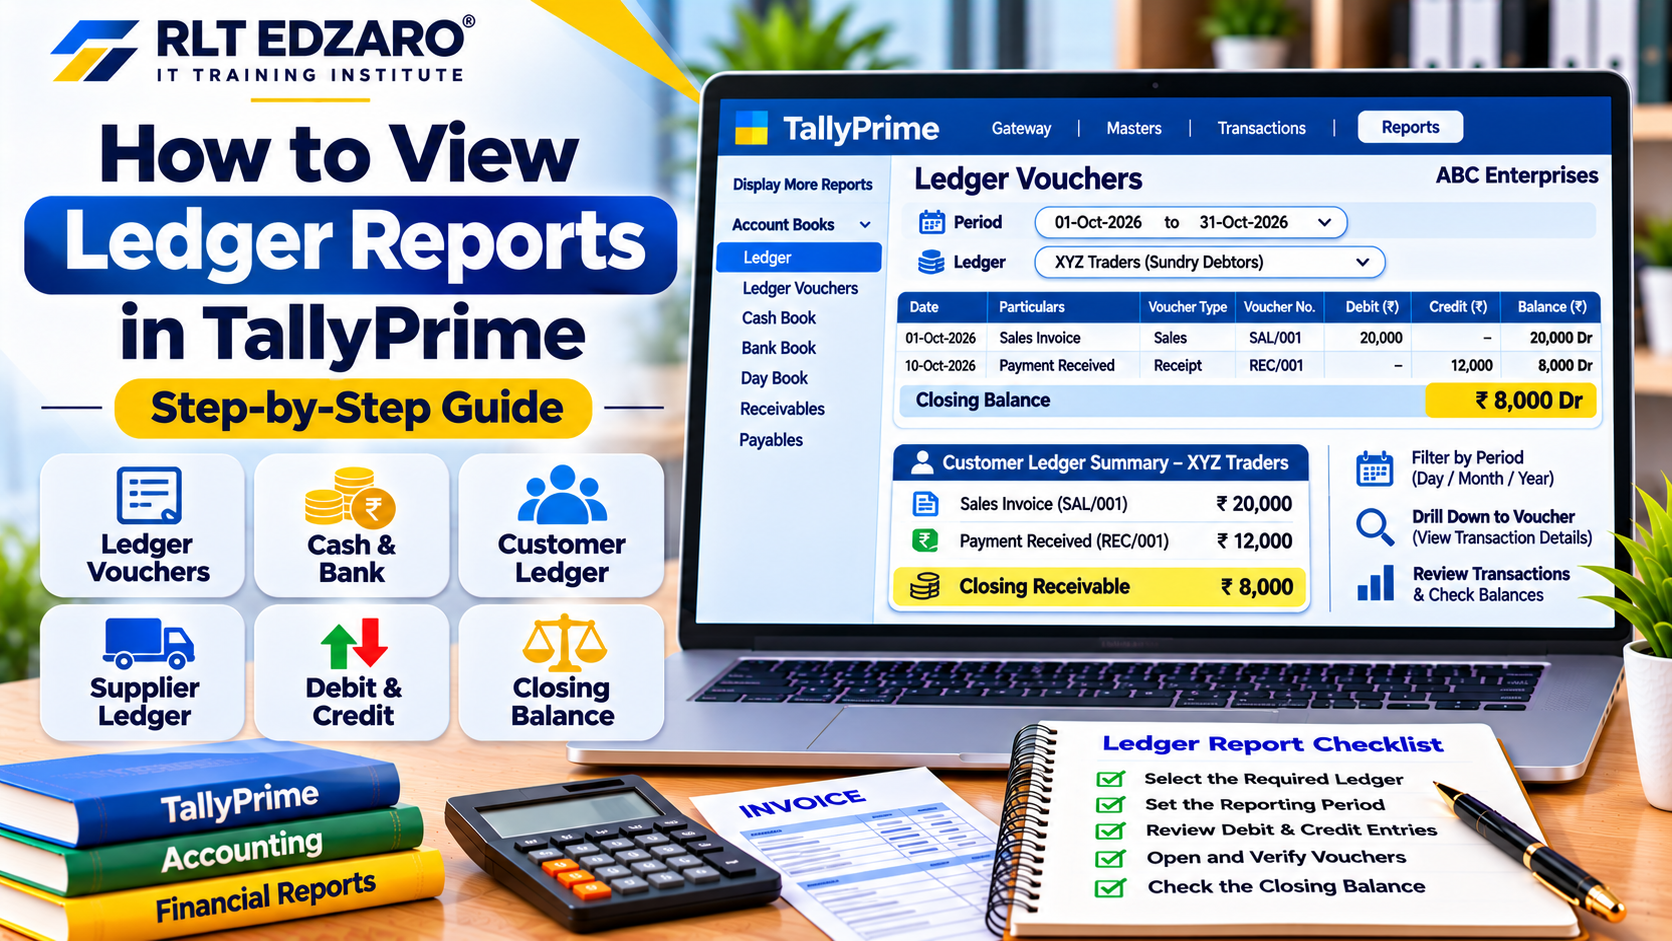 RLT EDZARO®
IT TRAINING INSTITUTE
How to View
Ledger Reports
in TallyPrime
Step-by-Step Guide
Ledger
Vouchers
Cash &
Bank
₹
Customer
Ledger
Supplier
Ledger
Debit &
Credit
Closing
Balance
TallyPrime
Accounting
Financial Reports
TallyPrime
Gateway | Masters | Transactions | Reports
Display More Reports
Account Books
Ledger
Ledger Vouchers
Cash Book
Bank Book
Day Book
Receivables
Payables
Ledger Vouchers
ABC Enterprises
Period 01-Oct-2026 to 31-Oct-2026
Ledger XYZ Traders (Sundry Debtors)
Date Particulars Voucher Type Voucher No. Debit (₹) Credit (₹) Balance (₹)
01-Oct-2026 Sales Invoice Sales SAL/001 20,000 – 20,000 Dr
10-Oct-2026 Payment Received Receipt REC/001 – 12,000 8,000 Dr
Closing Balance ₹ 8,000 Dr
Customer Ledger Summary – XYZ Traders
Sales Invoice (SAL/001) ₹ 20,000
₹ Payment Received (REC/001) ₹ 12,000
Closing Receivable ₹ 8,000
Filter by Period
(Day / Month / Year)
Drill Down to Voucher
(View Transaction Details)
Review Transactions
& Check Balances
INVOICE
Ledger Report Checklist
Select the Required Ledger
Set the Reporting Period
Review Debit & Credit Entries
Open and Verify Vouchers
Check the Closing Balance